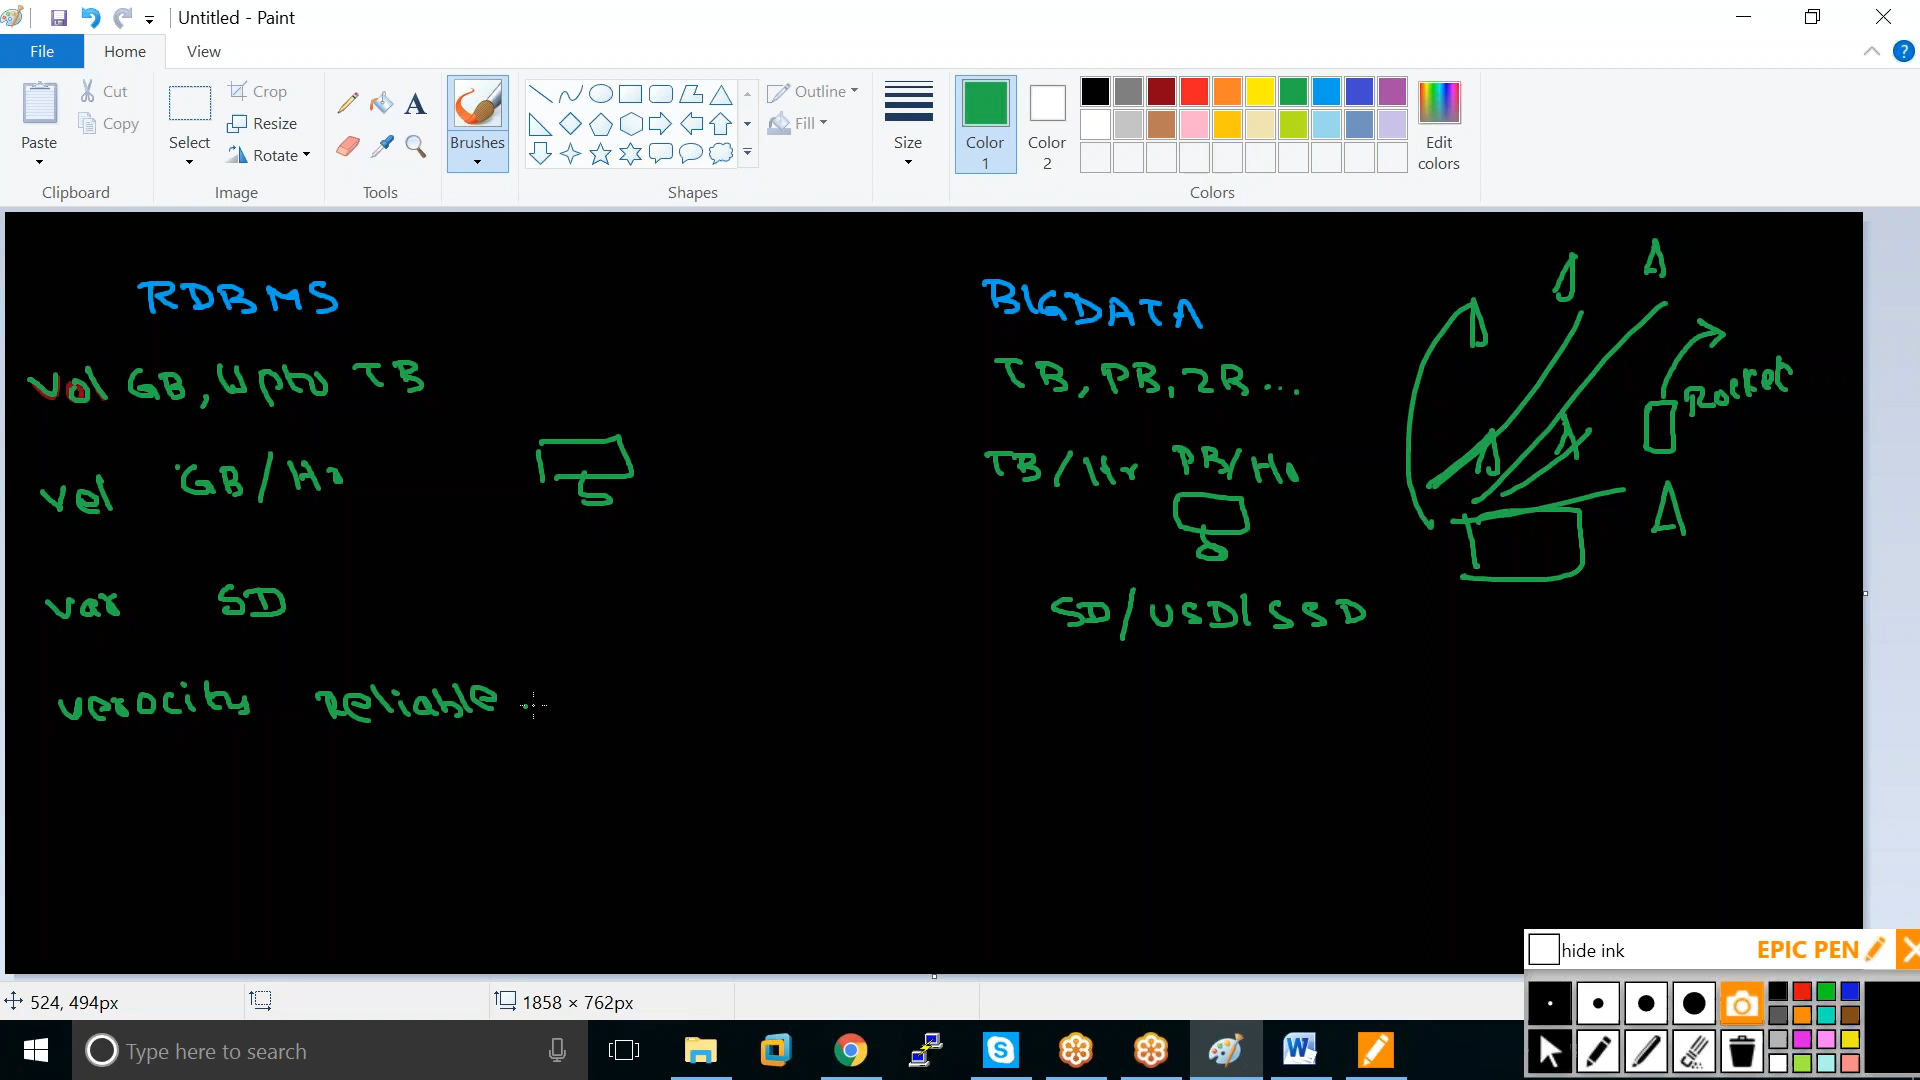 Untitled - Paint
File Home View
Paste Cut Copy Clipboard
Select Crop Resize Rotate Image
Tools
Brushes
Shapes
Outline Fill
Size
Color 1 Color 2
Edit colors
Colors
RDBMS
vol GB, Upto TB
vel GB/Hr
var SD
verocity Reliable .
BIGDATA
TB, PB, ZB...
TB/Hr PB/Hr
SD/USD/SSD
Rocket
hide ink EPIC PEN
524, 494px 1858 × 762px
Type here to search